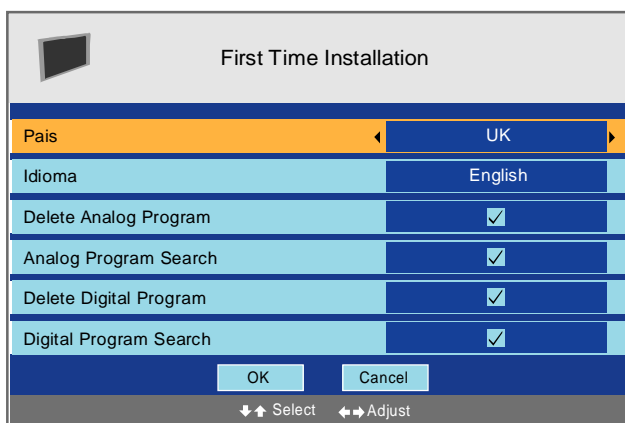 First Time Installation
Pais UK
Idioma English
Delete Analog Program
Analog Program Search
Delete Digital Program
Digital Program Search
OK Cancel
Select Adjust